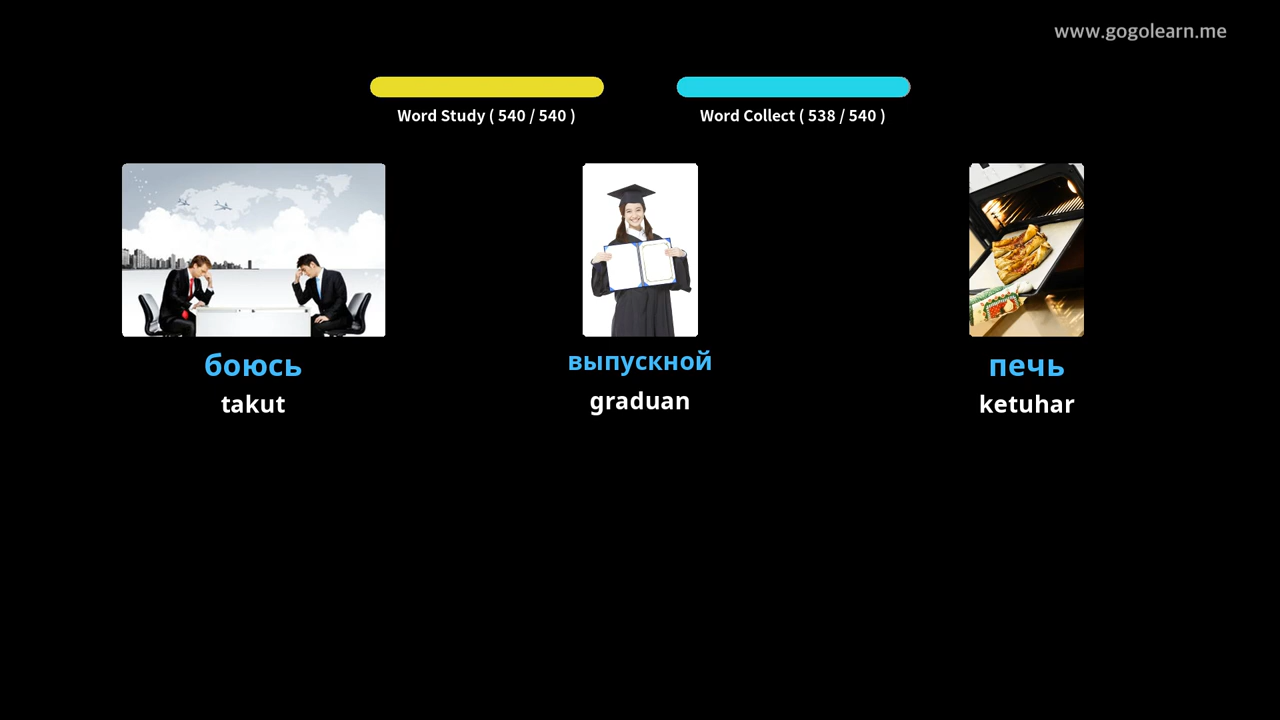 www.gogolearn.me
Word Study ( 540 / 540 )
Word Collect ( 538 / 540 )
боюсь
takut
выпускной
graduan
печь
ketuhar